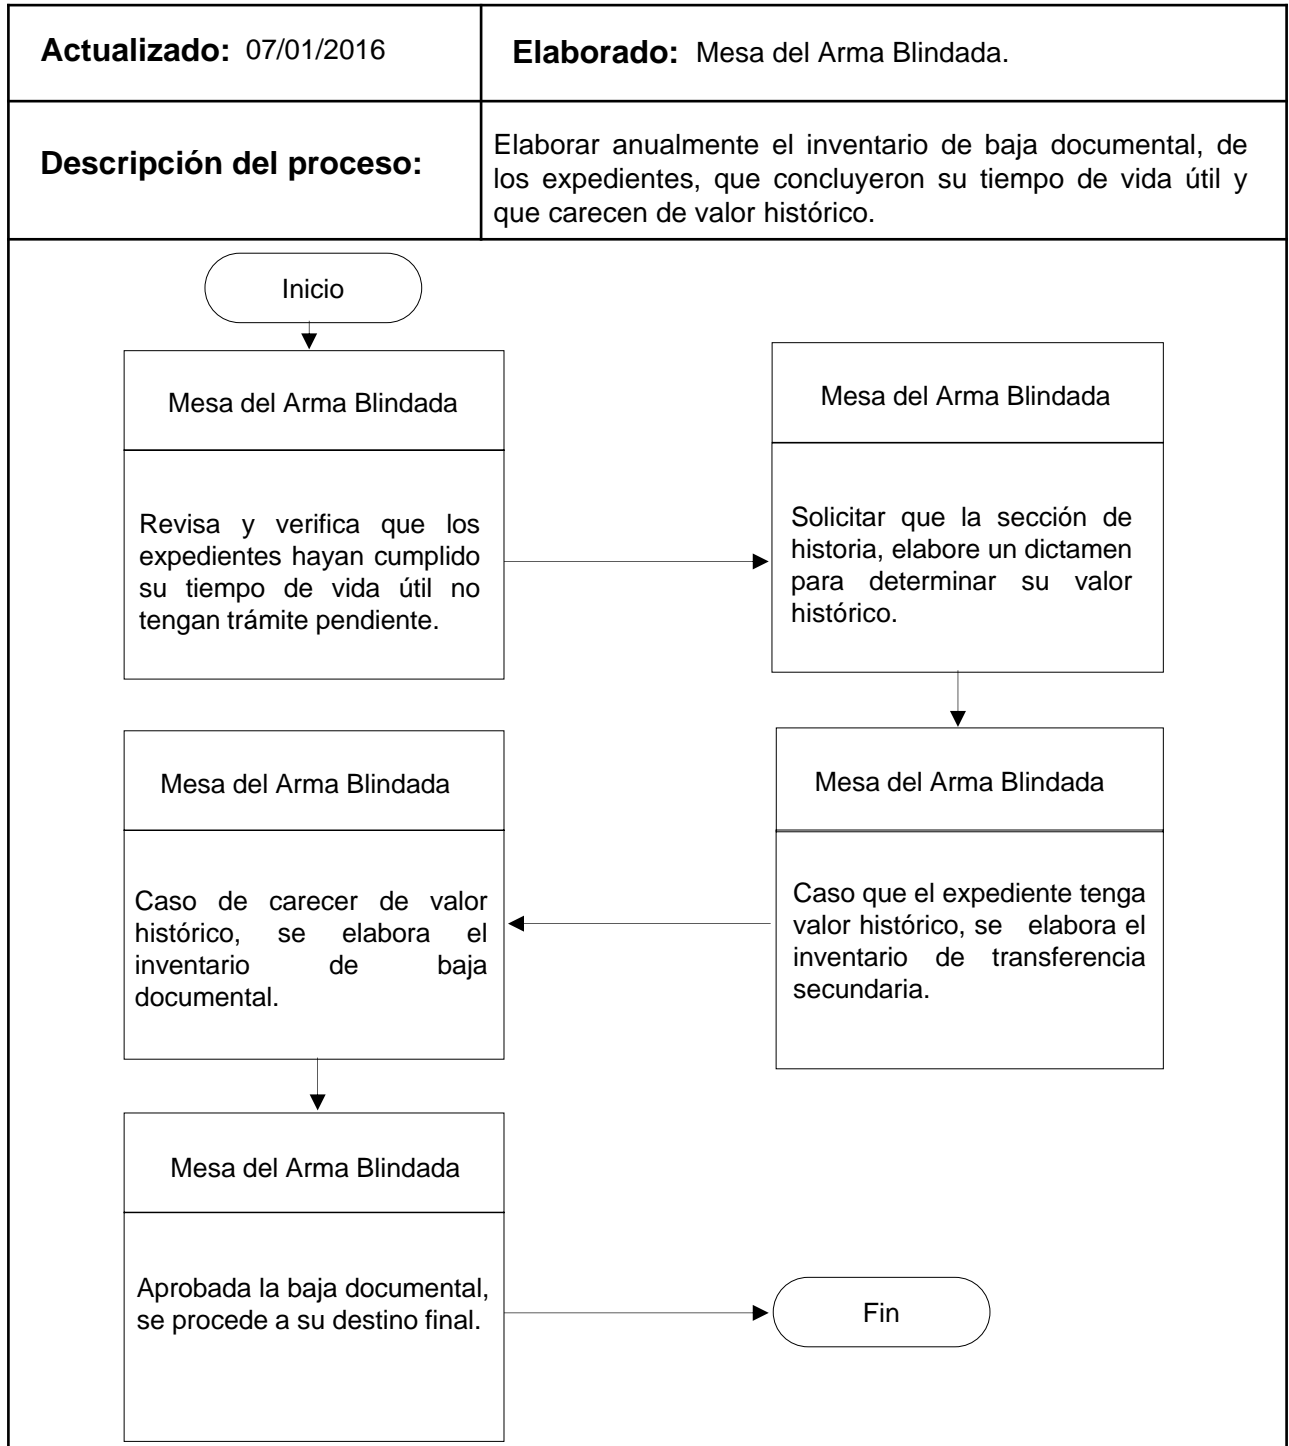 Actualizado: 07/01/2016
Elaborado: Mesa del Arma Blindada.
Descripción del proceso:
Elaborar anualmente el inventario de baja documental, de
los expedientes, que concluyeron su tiempo de vida útil y
que carecen de valor histórico.
Inicio
Mesa del Arma Blindada
Revisa y verifica que los
expedientes hayan cumplido
su tiempo de vida útil no
tengan trámite pendiente.
Mesa del Arma Blindada
Solicitar que la sección de
historia, elabore un dictamen
para determinar su valor
histórico.
Mesa del Arma Blindada
Caso que el expediente tenga
valor histórico, se elabora el
inventario de transferencia
secundaria.
Mesa del Arma Blindada
Caso de carecer de valor
histórico, se elabora el
inventario de baja
documental.
Mesa del Arma Blindada
Aprobada la baja documental,
se procede a su destino final.
Fin